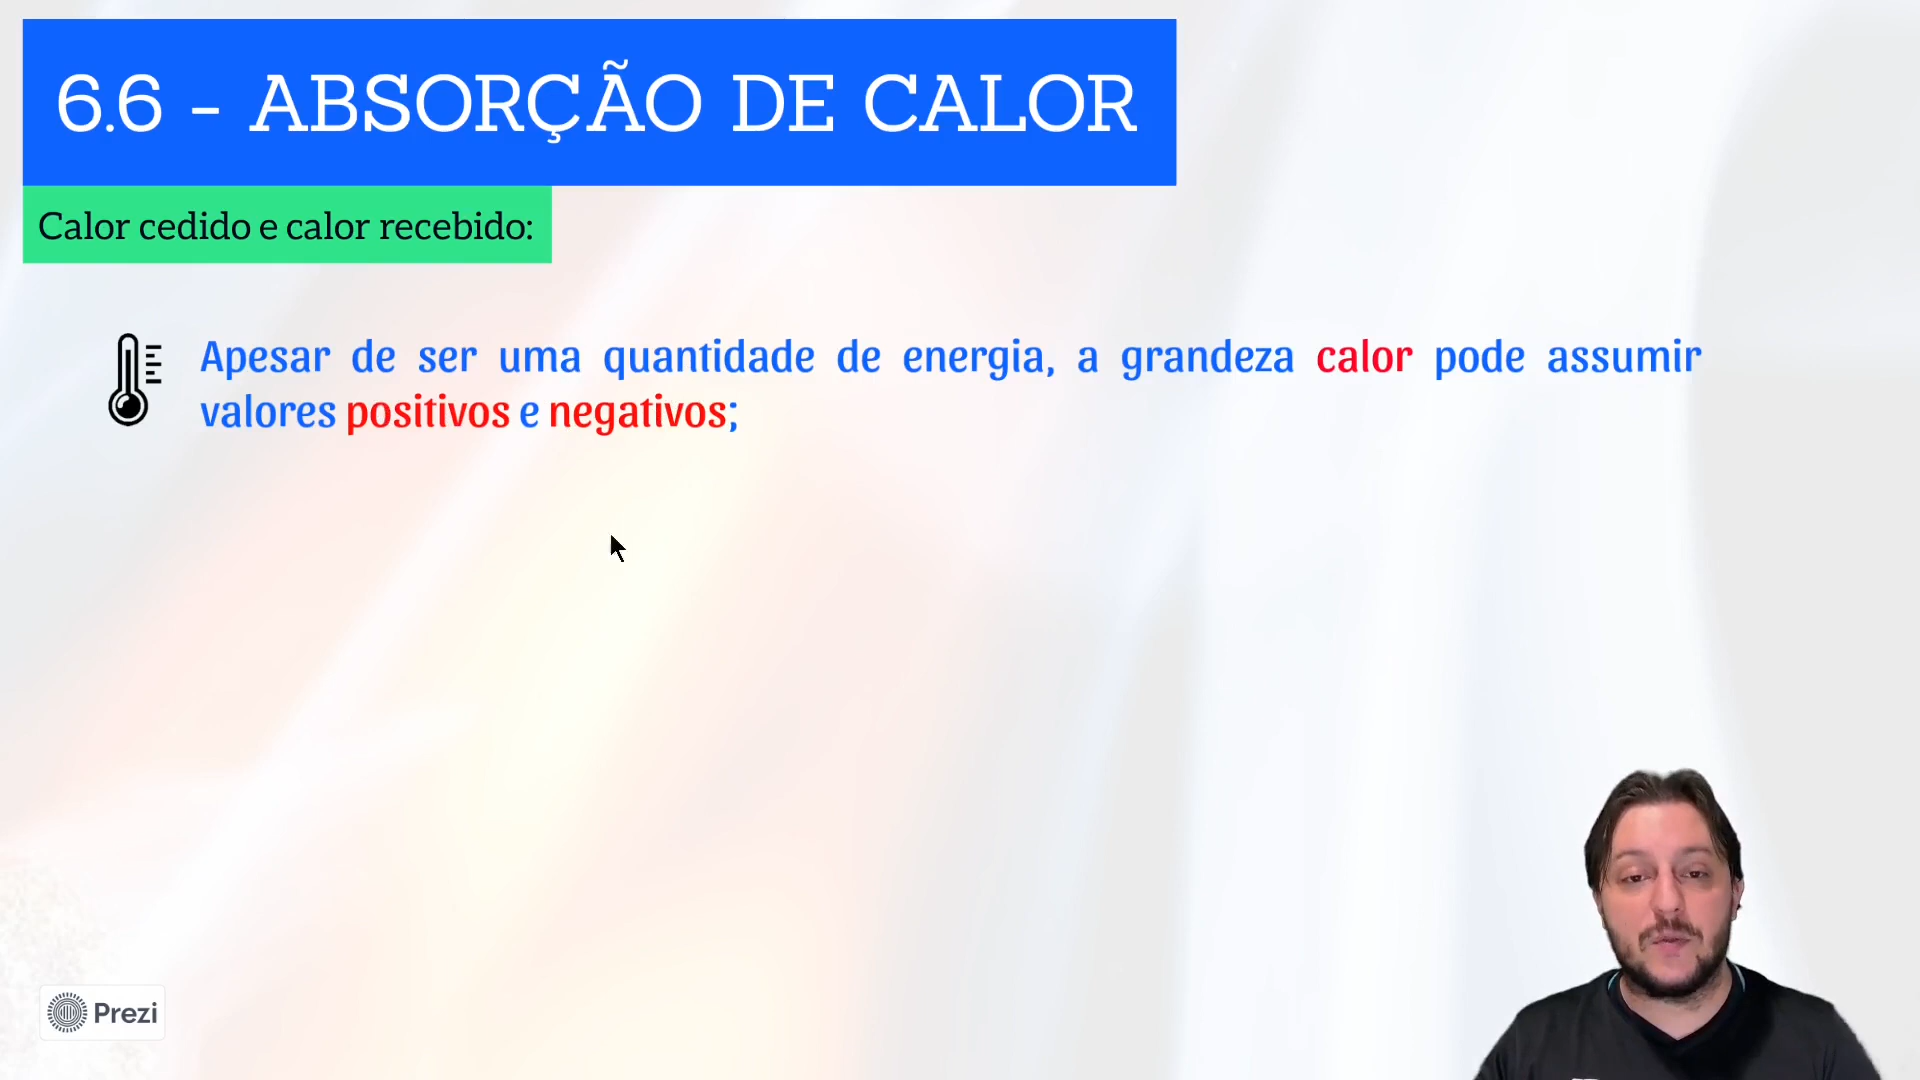 6.6 - ABSORÇÃO DE CALOR
Calor cedido e calor recebido:
Apesar de ser uma quantidade de energia, a grandeza calor pode assumir
valores positivos e negativos;
Prezi